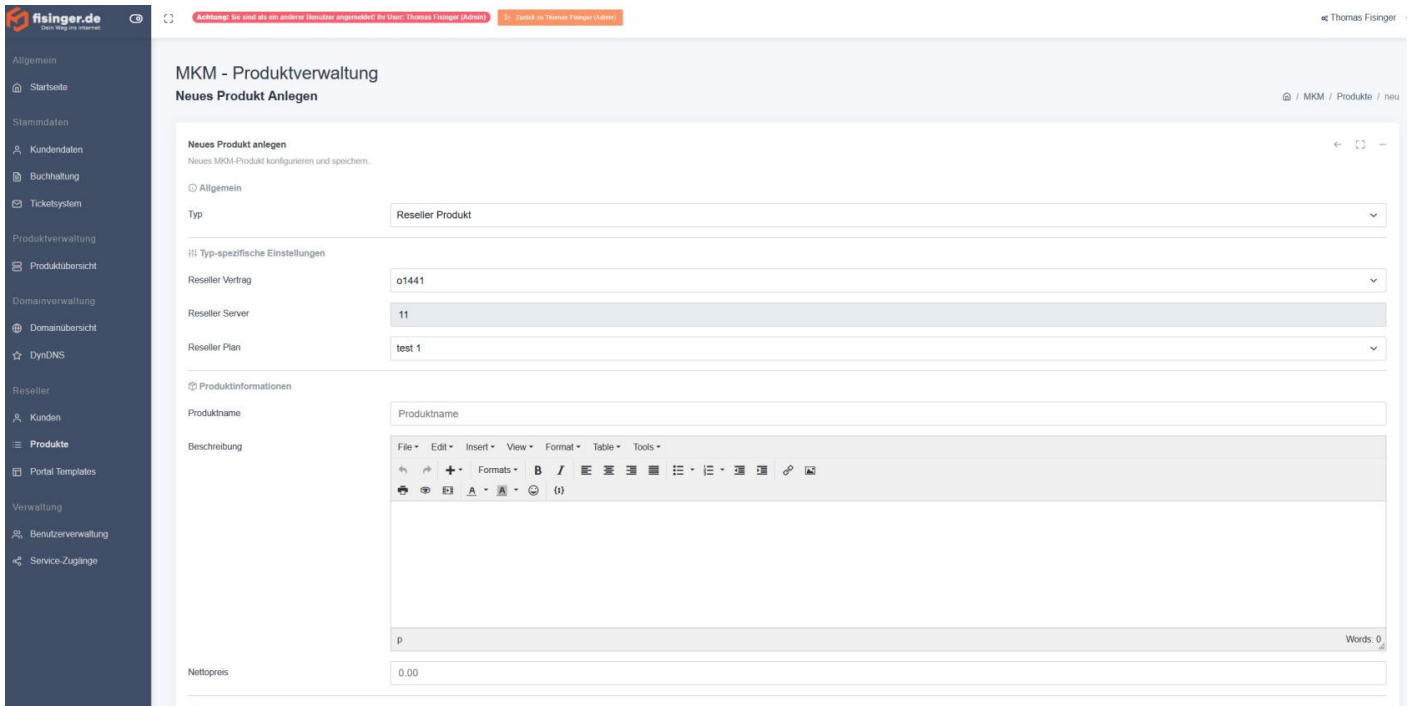 fisinger.de
Dein Weg ins Internet
Achtung! Sie sind als ein anderer Benutzer angemeldet! Ihr User: Thomas Fisinger (Admin)
Zurück zu Thomas Fisinger (Admin)
Thomas Fisinger
Allgemein
Startseite
Stammdaten
Kundendaten
Buchhaltung
Ticketsystem
Produktverwaltung
Produktübersicht
Domainverwaltung
Domainübersicht
DynDNS
Reseller
Kunden
Produkte
Portal Templates
Verwaltung
Benutzerverwaltung
Service-Zugänge
MKM - Produktverwaltung
Neues Produkt Anlegen
/ MKM / Produkte / neu
Neues Produkt anlegen
Neues MKM-Produkt konfigurieren und speichern.
Allgemein
Typ
Reseller Produkt
Typ-spezifische Einstellungen
Reseller Vertrag
o1441
Reseller Server
11
Reseller Plan
test 1
Produktinformationen
Produktname
Produktname
Beschreibung
File Edit Insert View Format Table Tools
Formats B I
A A
p
Words: 0
Nettopreis
0.00